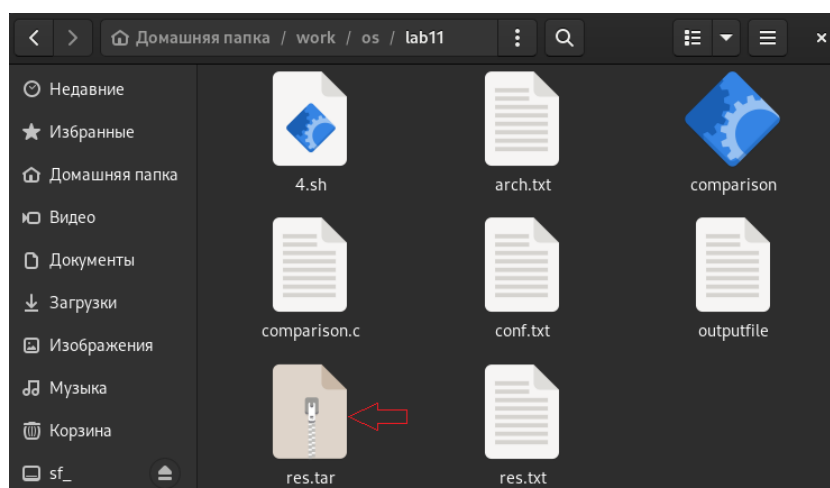 Домашняя папка / work / os / lab11
Недавние
Избранные
Домашняя папка
Видео
Документы
Загрузки
Изображения
Музыка
Корзина
sf_
4.sh
arch.txt
comparison
comparison.c
conf.txt
outputfile
res.tar
res.txt